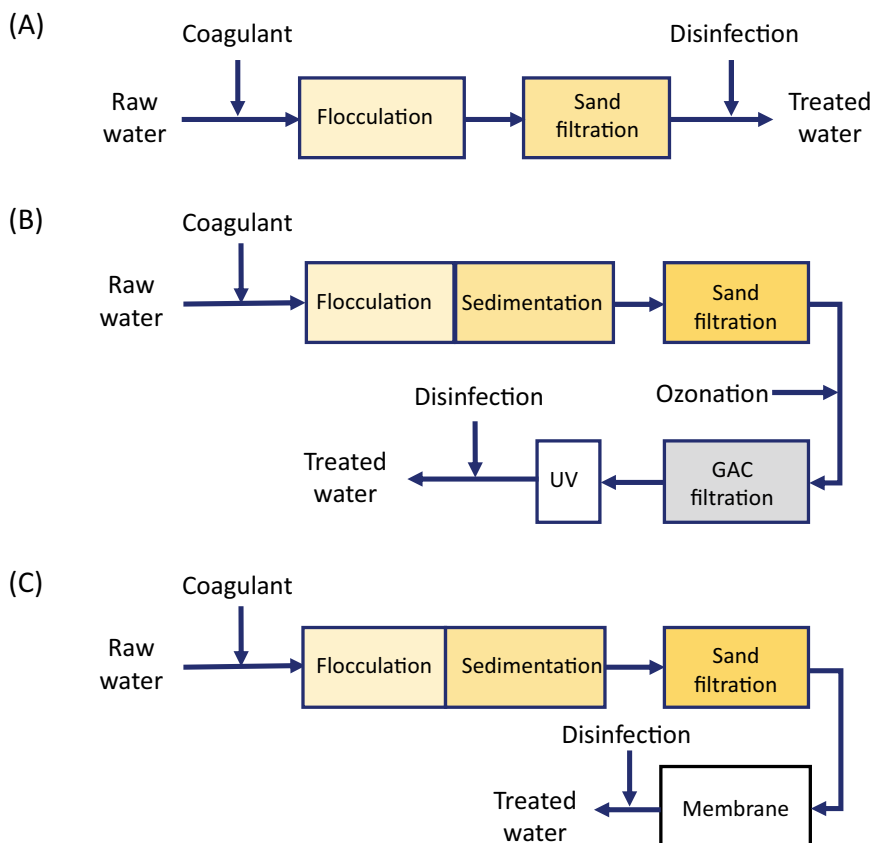 (A)
Coagulant
Disinfection
Raw
water
Flocculation
Sand
filtration
Treated
water
(B)
Coagulant
Raw
water
Flocculation
Sedimentation
Sand
filtration
Ozonation
Disinfection
GAC
filtration
UV
Treated
water
(C)
Coagulant
Raw
water
Flocculation
Sedimentation
Sand
filtration
Disinfection
Membrane
Treated
water